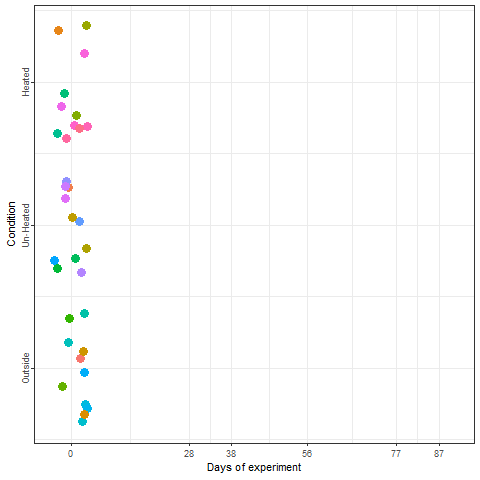 Condition
Heated
Un-Heated
Outside
0 28 38 56 77 87
Days of experiment